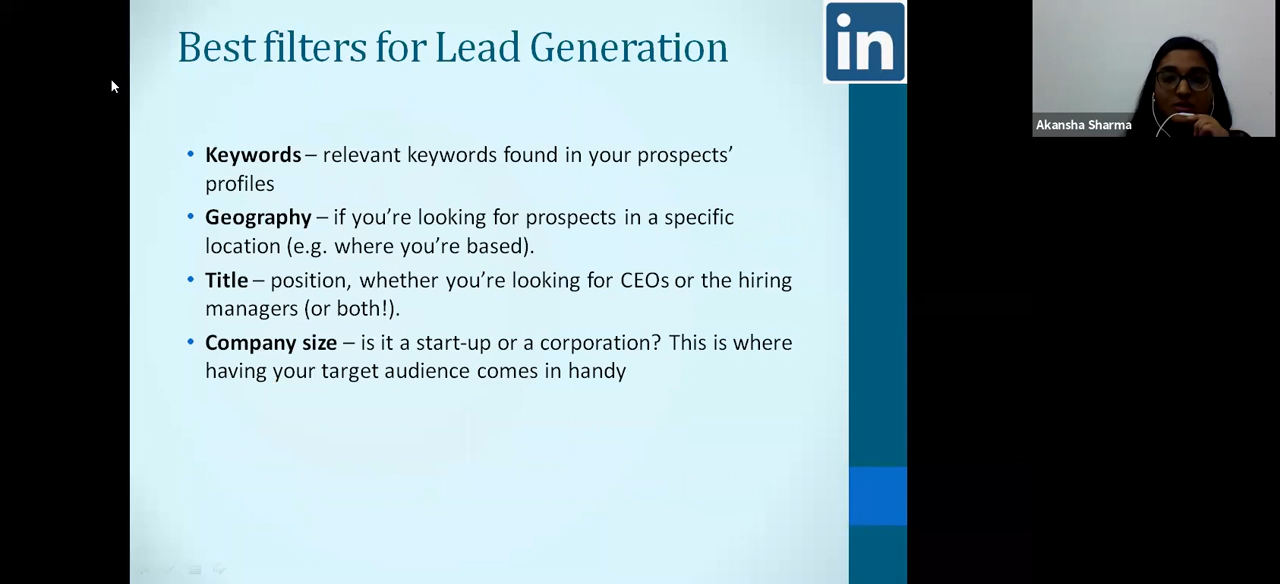 Best filters for Lead Generation
in
Akansha Sharma
• Keywords – relevant keywords found in your prospects’
profiles
• Geography – if you’re looking for prospects in a specific
location (e.g. where you’re based).
• Title – position, whether you’re looking for CEOs or the hiring
managers (or both!).
• Company size – is it a start-up or a corporation? This is where
having your target audience comes in handy